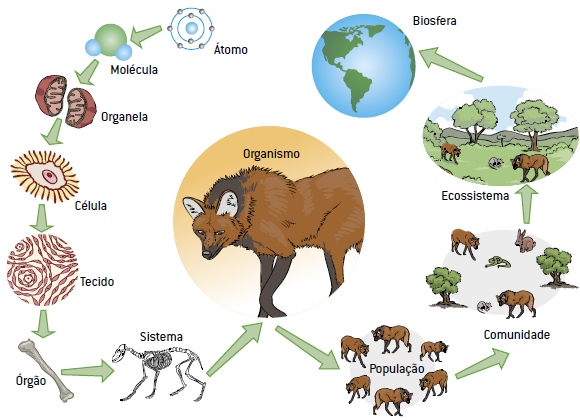 Átomo
Molécula
Organela
Célula
Tecido
Órgão
Sistema
Organismo
População
Comunidade
Ecossistema
Biosfera